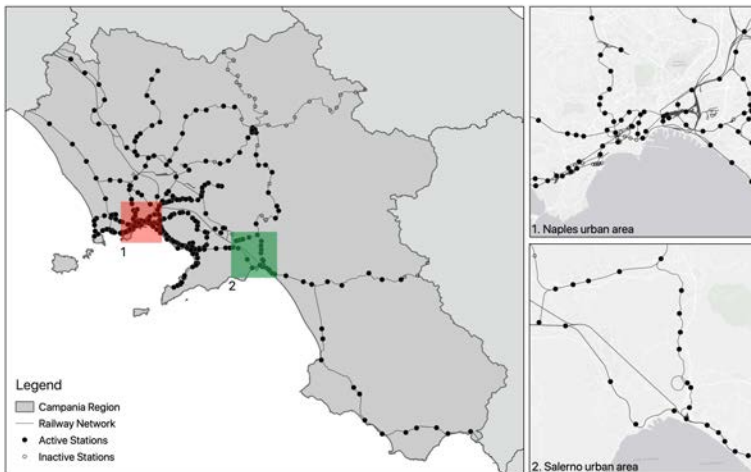 1
2
Legend
Campania Region
Railway Network
Active Stations
Inactive Stations
1. Naples urban area
2. Salerno urban area